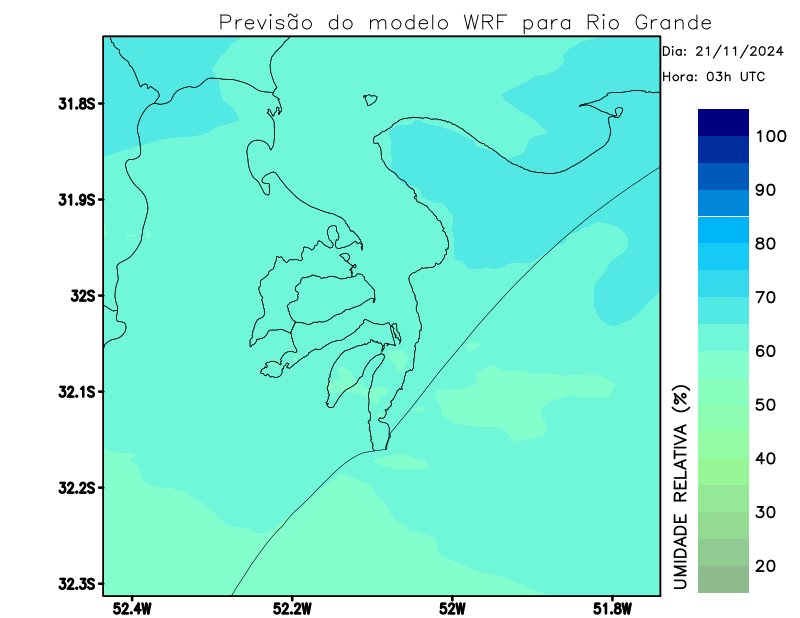 Previsão do modelo WRF para Rio Grande
Dia: 21/11/2024
Hora: 03h UTC
31.8S
31.9S
32S
32.1S
32.2S
32.3S
52.4W
52.2W
52W
51.8W
100
90
80
70
60
50
40
30
20
UMIDADE RELATIVA (%)